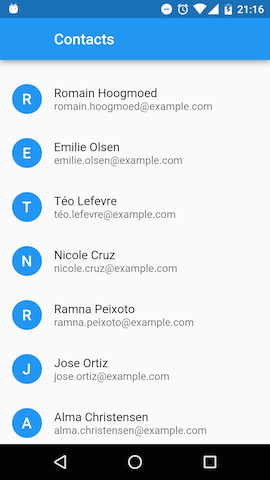 21:16
Contacts
R
Romain Hoogmoed
romain.hoogmoed@example.com
E
Emilie Olsen
emilie.olsen@example.com
T
Téo Lefevre
téo.lefevre@example.com
N
Nicole Cruz
nicole.cruz@example.com
R
Ramna Peixoto
ramna.peixoto@example.com
J
Jose Ortiz
jose.ortiz@example.com
A
Alma Christensen
alma.christensen@example.com